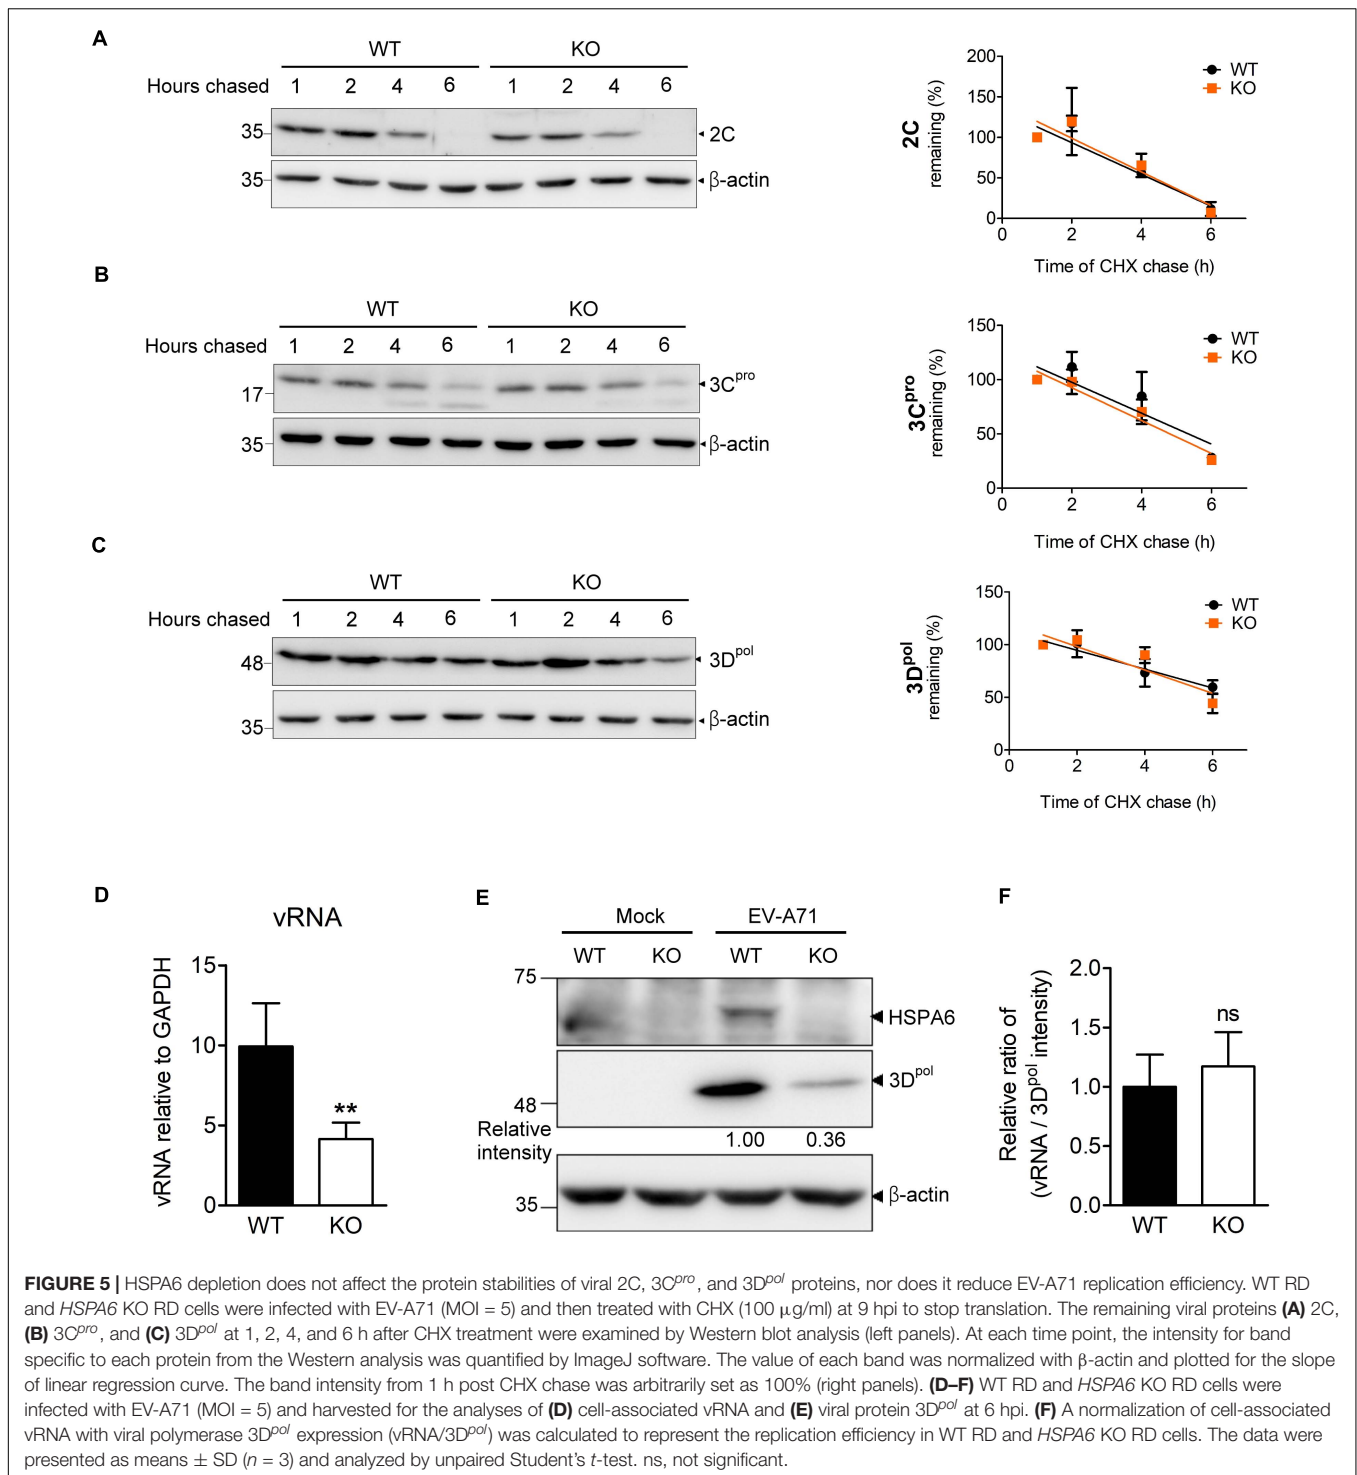 A
WT KO
Hours chased 1 2 4 6 1 2 4 6
35 2C
35 β-actin
2C
remaining (%)
200
150
100
50
0
0 2 4 6
Time of CHX chase (h)
WT
KO
B
WT KO
Hours chased 1 2 4 6 1 2 4 6
17 3Cpro
35 β-actin
3Cpro
remaining (%)
150
100
50
0
0 2 4 6
Time of CHX chase (h)
WT
KO
C
WT KO
Hours chased 1 2 4 6 1 2 4 6
48 3Dpol
35 β-actin
3Dpol
remaining (%)
150
100
50
0
0 2 4 6
Time of CHX chase (h)
WT
KO
D
vRNA
vRNA relative to GAPDH
15
10
5
0
**
WT KO
E
Mock EV-A71
WT KO WT KO
75
HSPA6
3Dpol
48
Relative
intensity
1.00 0.36
35 β-actin
F
Relative ratio of
(vRNA / 3Dpol intensity)
2.0
1.5
1.0
0.5
0.0
ns
WT KO
FIGURE 5 | HSPA6 depletion does not affect the protein stabilities of viral 2C, 3Cpro, and 3Dpol proteins, nor does it reduce EV-A71 replication efficiency. WT RD
and HSPA6 KO RD cells were infected with EV-A71 (MOI = 5) and then treated with CHX (100 μg/ml) at 9 hpi to stop translation. The remaining viral proteins (A) 2C,
(B) 3Cpro, and (C) 3Dpol at 1, 2, 4, and 6 h after CHX treatment were examined by Western blot analysis (left panels). At each time point, the intensity for band
specific to each protein from the Western analysis was quantified by ImageJ software. The value of each band was normalized with β-actin and plotted for the slope
of linear regression curve. The band intensity from 1 h post CHX chase was arbitrarily set as 100% (right panels). (D–F) WT RD and HSPA6 KO RD cells were
infected with EV-A71 (MOI = 5) and harvested for the analyses of (D) cell-associated vRNA and (E) viral protein 3Dpol at 6 hpi. (F) A normalization of cell-associated
vRNA with viral polymerase 3Dpol expression (vRNA/3Dpol) was calculated to represent the replication efficiency in WT RD and HSPA6 KO RD cells. The data were
presented as means ± SD (n = 3) and analyzed by unpaired Student's t-test. ns, not significant.